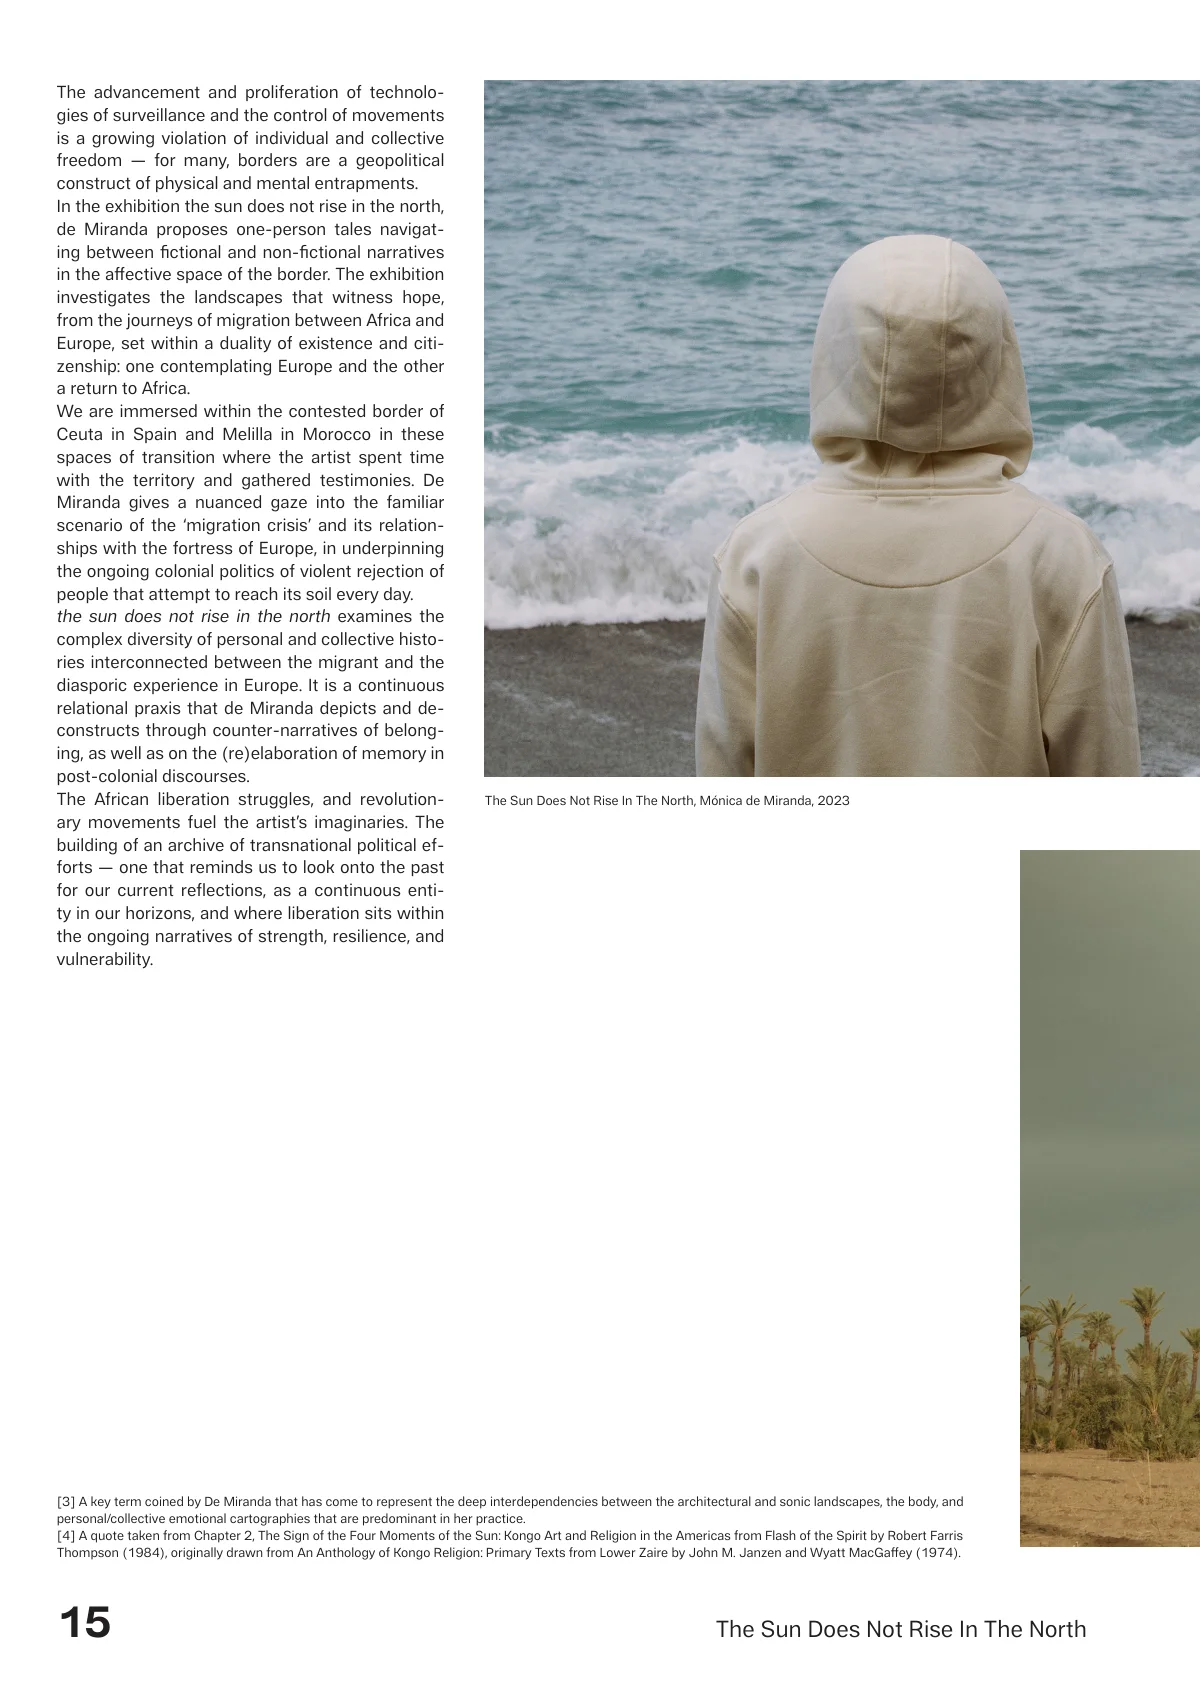 The advancement and proliferation of technolo-
gies of surveillance and the control of movements
is a growing violation of individual and collective
freedom — for many, borders are a geopolitical
construct of physical and mental entrapments.
In the exhibition the sun does not rise in the north,
de Miranda proposes one-person tales navigat-
ing between fictional and non-fictional narratives
in the affective space of the border. The exhibition
investigates the landscapes that witness hope,
from the journeys of migration between Africa and
Europe, set within a duality of existence and citi-
zenship: one contemplating Europe and the other
a return to Africa.
We are immersed within the contested border of
Ceuta in Spain and Melilla in Morocco in these
spaces of transition where the artist spent time
with the territory and gathered testimonies. De
Miranda gives a nuanced gaze into the familiar
scenario of the ‘migration crisis’ and its relation-
ships with the fortress of Europe, in underpinning
the ongoing colonial politics of violent rejection of
people that attempt to reach its soil every day.
the sun does not rise in the north examines the
complex diversity of personal and collective histo-
ries interconnected between the migrant and the
diasporic experience in Europe. It is a continuous
relational praxis that de Miranda depicts and de-
constructs through counter-narratives of belong-
ing, as well as on the (re)elaboration of memory in
post-colonial discourses.
The African liberation struggles, and revolution-
ary movements fuel the artist’s imaginaries. The
building of an archive of transnational political ef-
forts — one that reminds us to look onto the past
for our current reflections, as a continuous enti-
ty in our horizons, and where liberation sits within
the ongoing narratives of strength, resilience, and
vulnerability.
The Sun Does Not Rise In The North, Mónica de Miranda, 2023
[3] A key term coined by De Miranda that has come to represent the deep interdependencies between the architectural and sonic landscapes, the body, and
personal/collective emotional cartographies that are predominant in her practice.
[4] A quote taken from Chapter 2, The Sign of the Four Moments of the Sun: Kongo Art and Religion in the Americas from Flash of the Spirit by Robert Farris
Thompson (1984), originally drawn from An Anthology of Kongo Religion: Primary Texts from Lower Zaire by John M. Janzen and Wyatt MacGaffey (1974).
15
The Sun Does Not Rise In The North